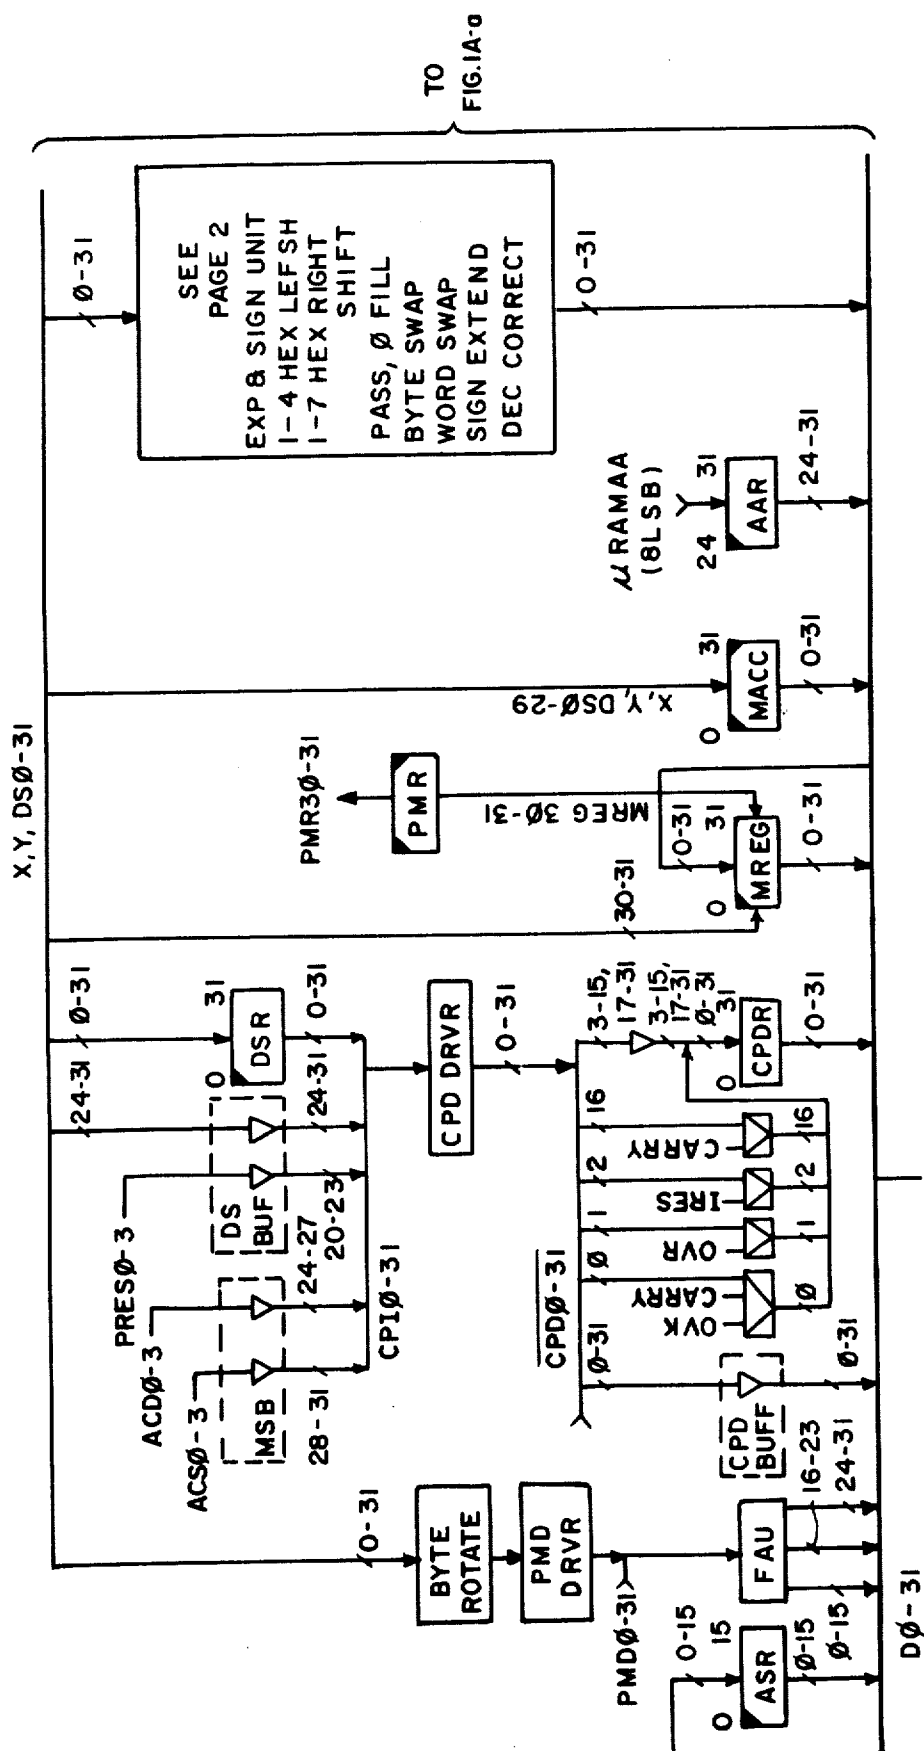 TO
FIG.1A-a
X,Y, DSØ-31
Ø-31
SEE
PAGE 2
EXP & SIGN UNIT
1-4 HEX LEF SH
1-7 HEX RIGHT
SHIFT
PASS, Ø FILL
BYTE SWAP
WORD SWAP
SIGN EXTEND
DEC CORRECT
0-31
μRAMAA
(8LSB)
24 31
AAR
24-31
X,Y, DSØ-29
0 31
MACC
0-31
PMR3Ø-31
PMR
MREG 3Ø-31
30-31
0-31
0 31
MREG
0-31
Ø-31
24-31
0 31
DSR
0-31
PRESØ-3
DS
BUF
24-31
20-23
ACDØ-3
ACSØ-3
MSB
24-27
28-31
CPIØ-31
CPD DRVR
0-31
CPDØ-31
3-15,
17-31
3-15,
17-31
Ø-31
0 31
CPDR
0-31
16
CARRY
16
2
IRES
2
1
OVR
1
Ø
CARRY
OVK
Ø
Ø-31
CPD
BUFF
Ø-31
0-31
BYTE
ROTATE
PMD
DRVR
PMDØ-31
FAU
16-23
24-31
Ø-15
0-15
0 15
ASR
Ø-15
DØ-31